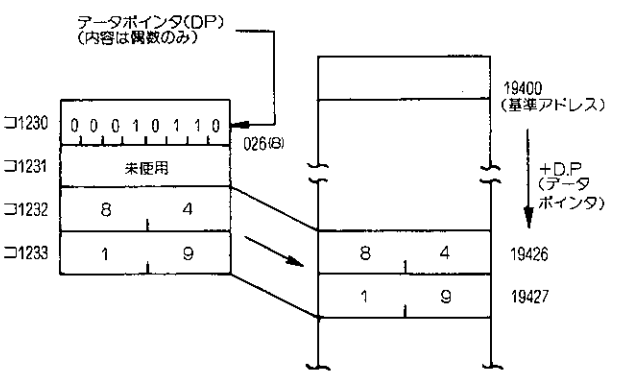 データポインタ(DP)
(内容は偶数のみ)
19400
(基準アドレス)
コ1230 0 0 0 1 0 1 1 0
026(8)
コ1231 未使用
+D.P
(データ
ポインタ)
コ1232 8 4
コ1233 1 9
8 4 19426
1 9 19427